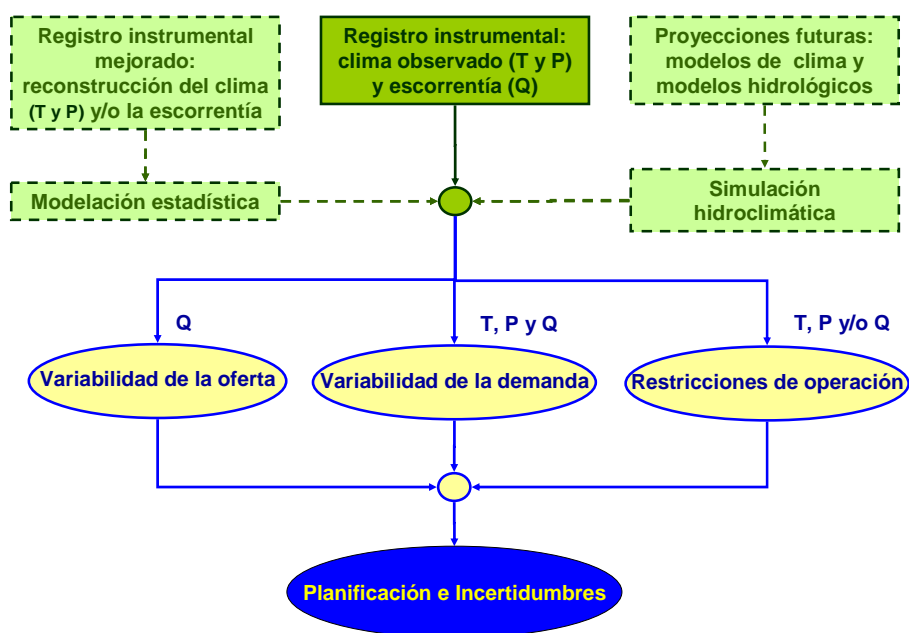 Registro instrumental
mejorado:
reconstrucción del clima
(T y P) y/o la escorrentía
Registro instrumental:
clima observado (T y P)
y escorrentía (Q)
Proyecciones futuras:
modelos de clima y
modelos hidrológicos
Modelación estadística
Simulación
hidroclimática
Q
T, P y Q
T, P y/o Q
Variabilidad de la oferta
Variabilidad de la demanda
Restricciones de operación
Planificación e Incertidumbres